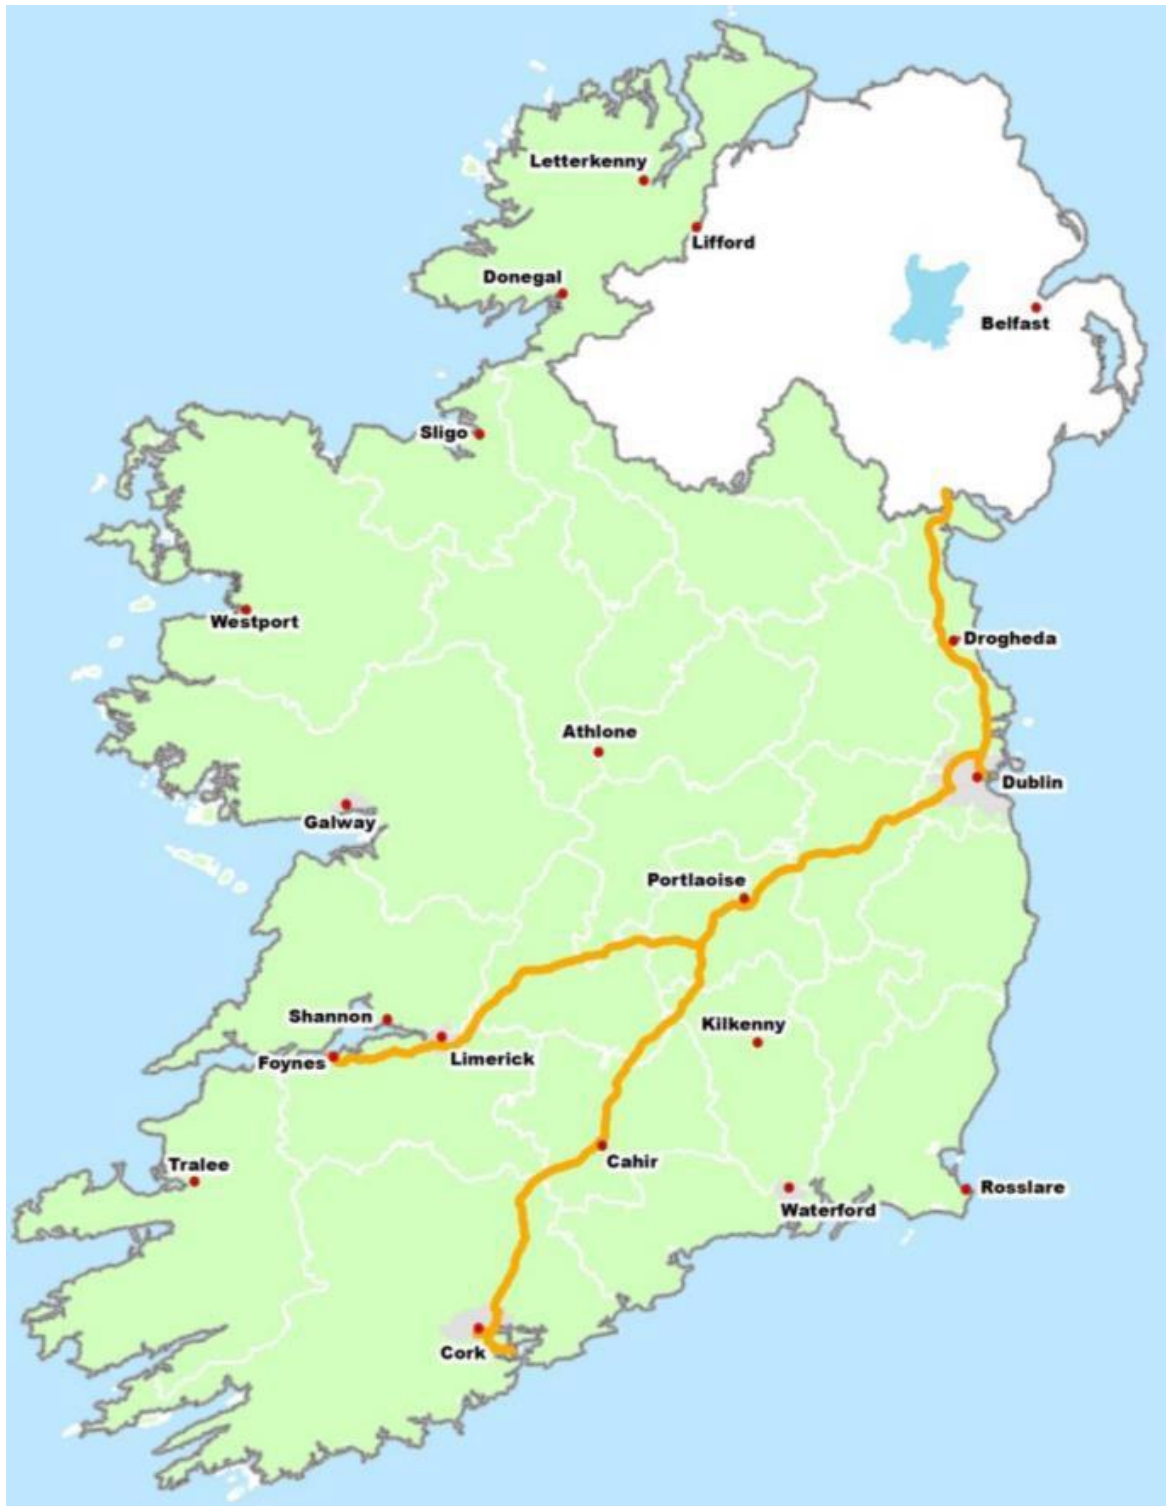 Letterkenny
Lifford
Donegal
Belfast
Sligo
Westport
Drogheda
Athlone
Dublin
Galway
Portlaoise
Shannon
Kilkenny
Foynes
Limerick
Cahir
Tralee
Rosslare
Waterford
Cork